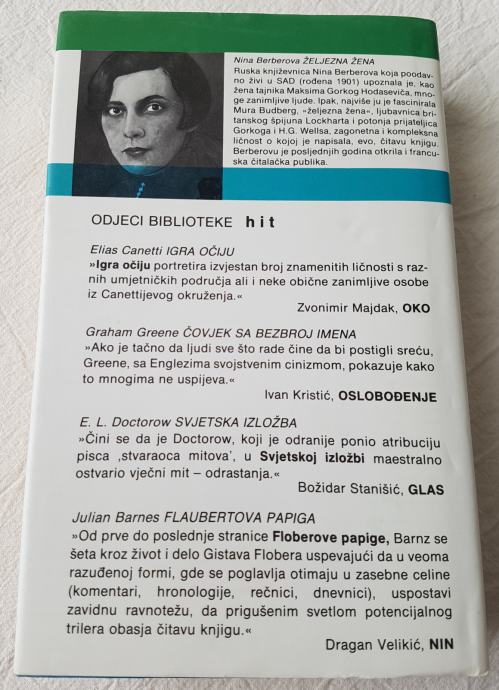 Nina Berberova ŽELJEZNA ŽENA
Ruska književnica Nina Berberova koja poodav-
no živi u SAD (rođena 1901) upoznala je, kao
žena tajnika Maksima Gorkog Hodaseviča, mno-
ge zanimljive ljude. Ipak, najviše ju je fascinirala
Mura Budberg, »željezna žena«, ljubavnica bri-
tanskog špijuna Lockharta i potonja prijateljica
Gorkoga i H.G. Wellsa, zagonetna i kompleksna
ličnost o kojoj je napisala, evo, čitavu knjigu.
Berberovu je posljednjih godina otkrila i francu-
ska čitalačka publika.
ODJECI BIBLIOTEKE hit
Elias Canetti IGRA OČIJU
»Igra očiju portretira izvjestan broj znamenitih ličnosti s raz-
nih umjetničkih područja ali i neke obične zanimljive osobe
iz Canettijevog okruženja.«
Zvonimir Majdak, OKO
Graham Greene ČOVJEK SA BEZBROJ IMENA
»Ako je tačno da ljudi sve što rade čine da bi postigli sreću,
Greene, sa Englezima svojstvenim cinizmom, pokazuje kako
to mnogima ne uspijeva.«
Ivan Kristić, OSLOBOĐENJE
E. L. Doctorow SVJETSKA IZLOŽBA
»Čini se da je Doctorow, koji je odranije ponio atribuciju
pisca ‚stvaraoca mitova’, u Svjetskoj izložbi maestralno
ostvario vječni mit – odrastanja.«
Božidar Stanišić, GLAS
Julian Barnes FLAUBERTOVA PAPIGA
»Od prve do poslednje stranice Floberove papige, Barnz se
šeta kroz život i delo Gistava Flobera uspevajući da u veoma
razuđenoj formi, gde se poglavlja otimaju u zasebne celine
(komentari, hronologije, rečnici, dnevnici), uspostavi
zavidnu ravnotežu, da prigušenim svetlom potencijalnog
trilera obasja čitavu knjigu.«
Dragan Velikić, NIN